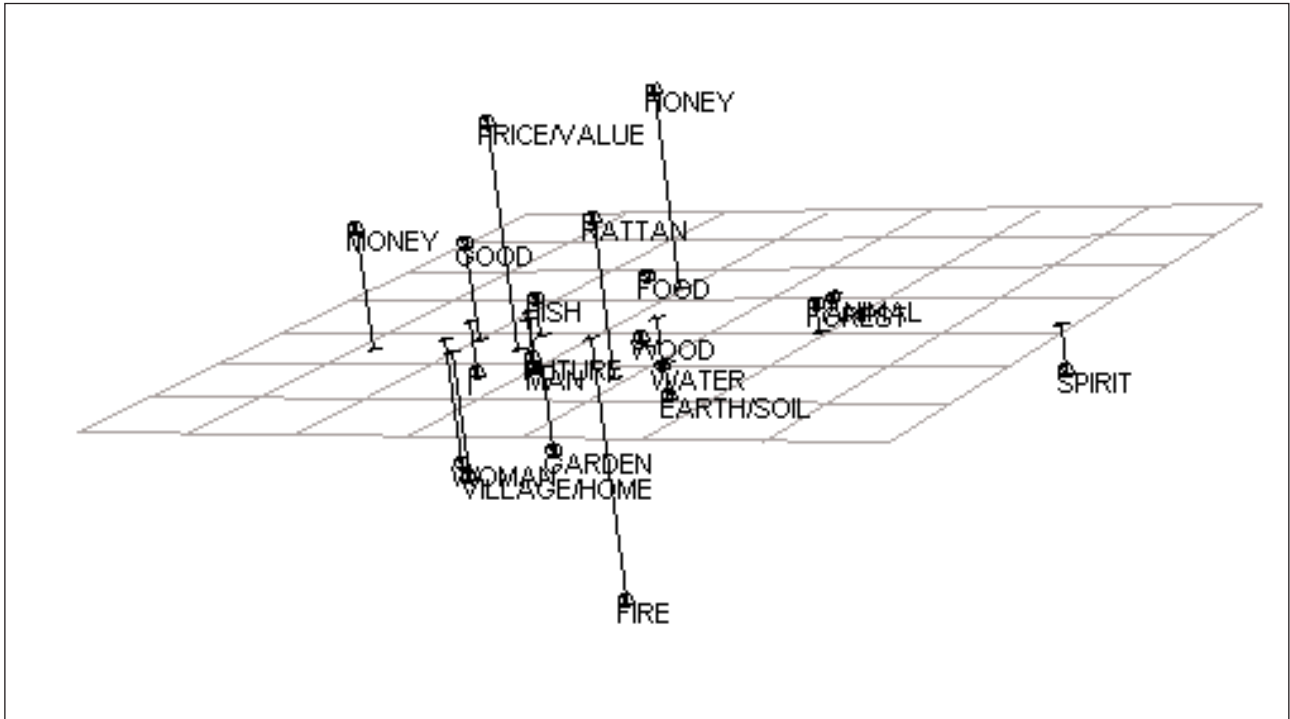 HONEY
PRICE/VALUE
RATTAN
MONEY
GOOD
FOOD
FISH
ANIMAL
FOREST
WOOD
FUTURE
MAN
I
WATER
SPIRIT
EARTH/SOIL
GARDEN
WOMAN
VILLAGE/HOME
FIRE